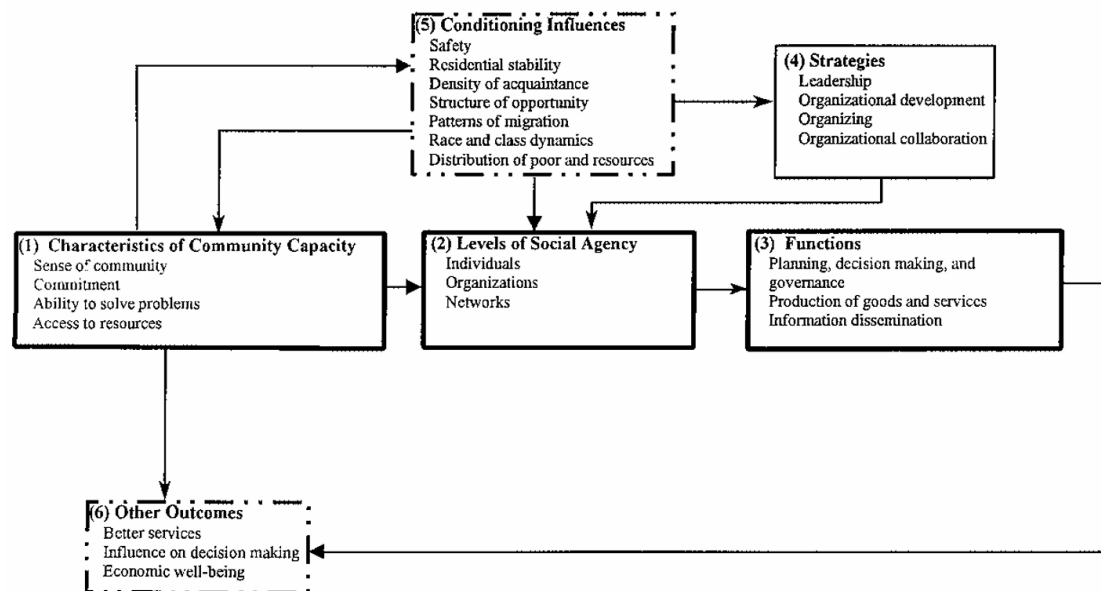 (5) Conditioning Influences
Safety
Residential stability
Density of acquaintance
Structure of opportunity
Patterns of migration
Race and class dynamics
Distribution of poor and resources
(4) Strategies
Leadership
Organizational development
Organizing
Organizational collaboration
(1) Characteristics of Community Capacity
Sense of community
Commitment
Ability to solve problems
Access to resources
(2) Levels of Social Agency
Individuals
Organizations
Networks
(3) Functions
Planning, decision making, and
governance
Production of goods and services
Information dissemination
(6) Other Outcomes
Better services
Influence on decision making
Economic well-being